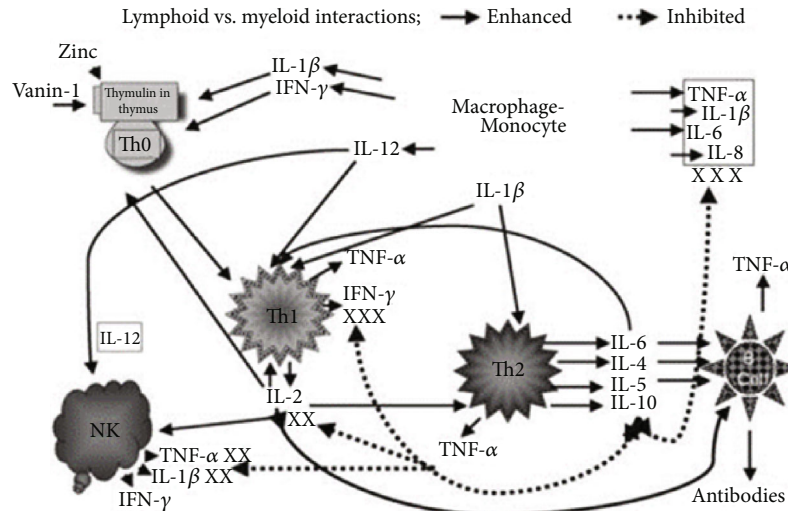 Lymphoid vs. myeloid interactions; Enhanced Inhibited
Zinc
Vanin-1
Thymulin in
thymus
Th0
IL-1β
IFN-γ
Macrophage-
Monocyte
TNF-α
IL-1β
IL-6
IL-8
X X X
IL-12
IL-1β
TNF-α
IFN-γ
XXX
Th1
TNF-α
IL-12
Th2
IL-6
IL-4
IL-5
IL-10
B
Cell
IL-2
XX
NK
TNF-α XX
IL-1β XX
IFN-γ
TNF-α
Antibodies